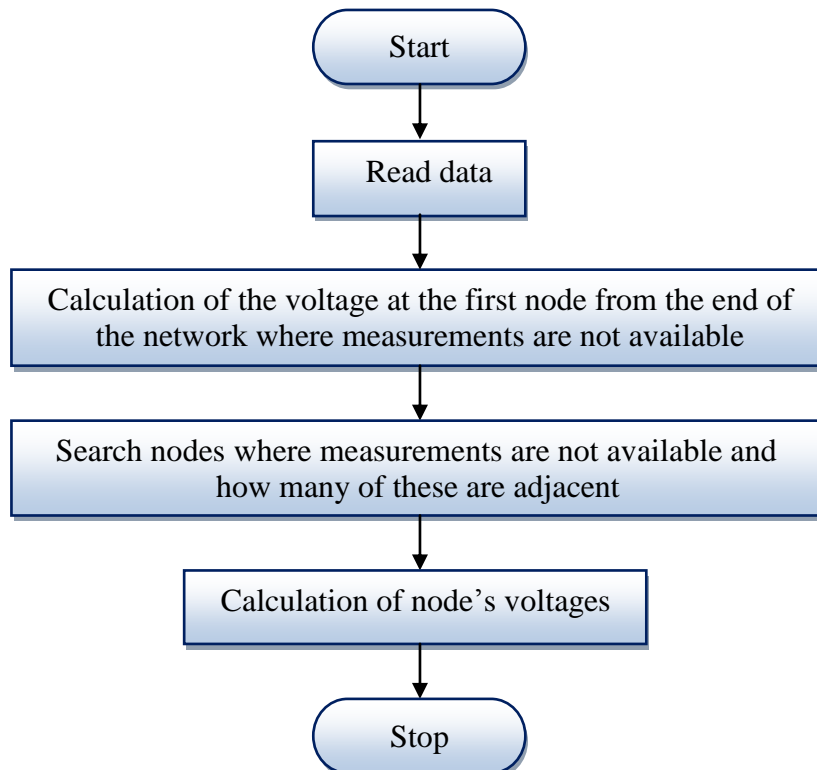 Start
Read data
Calculation of the voltage at the first node from the end of
the network where measurements are not available
Search nodes where measurements are not available and
how many of these are adjacent
Calculation of node’s voltages
Stop